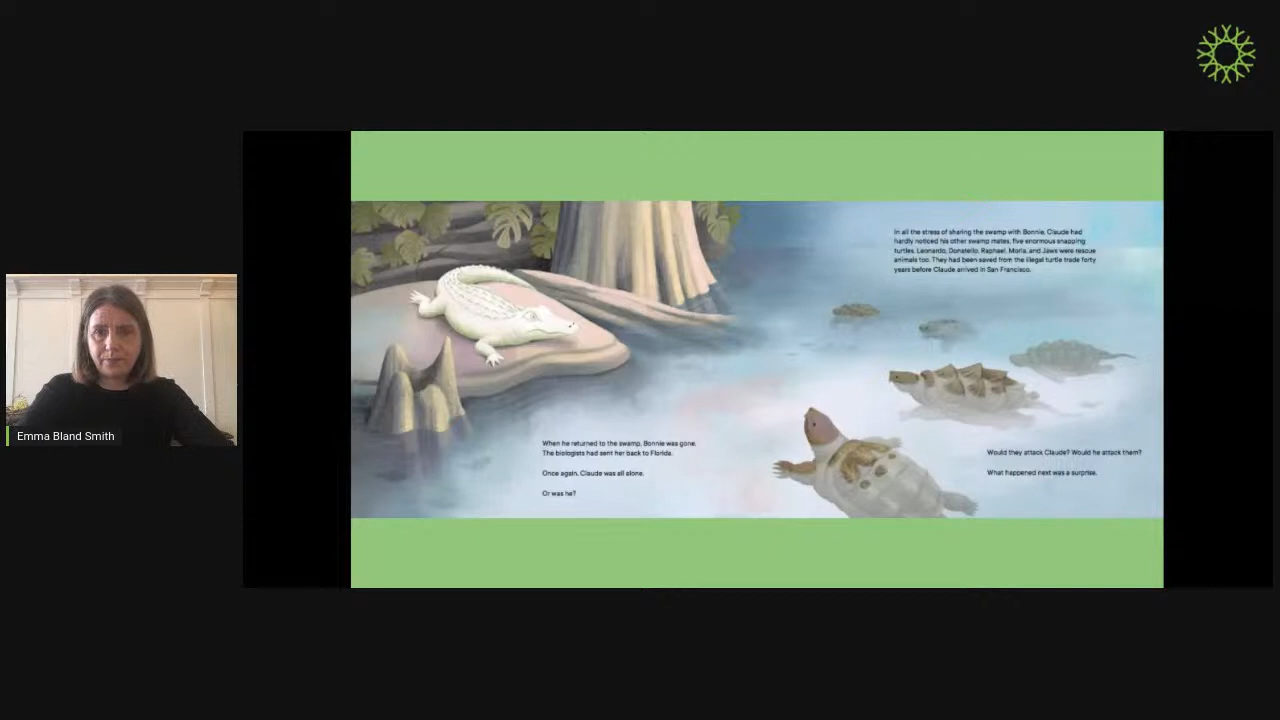 In all the stress of sharing the swamp with Bonnie, Claude had
hardly noticed his other swamp mates, five enormous snapping
turtles. Leonardo, Donatello, Raphael, Morla, and Jaws were rescue
animals too. They had been saved from the illegal turtle trade forty
years before Claude arrived in San Francisco.
When he returned to the swamp, Bonnie was gone.
The biologists had sent her back to Florida.
Once again, Claude was all alone.
Or was he?
Would they attack Claude? Would he attack them?
What happened next was a surprise.
Emma Bland Smith